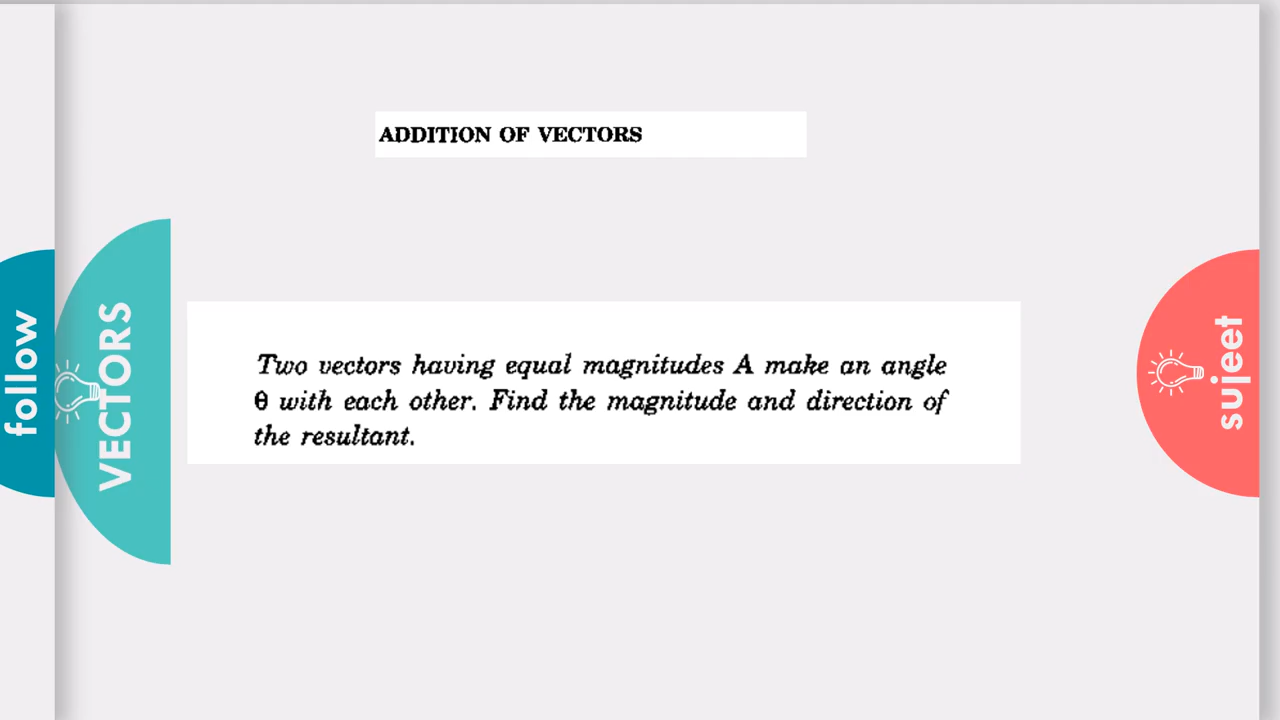 ADDITION OF VECTORS
follow
VECTORS
Two vectors having equal magnitudes A make an angle
θ with each other. Find the magnitude and direction of
the resultant.
sujeet